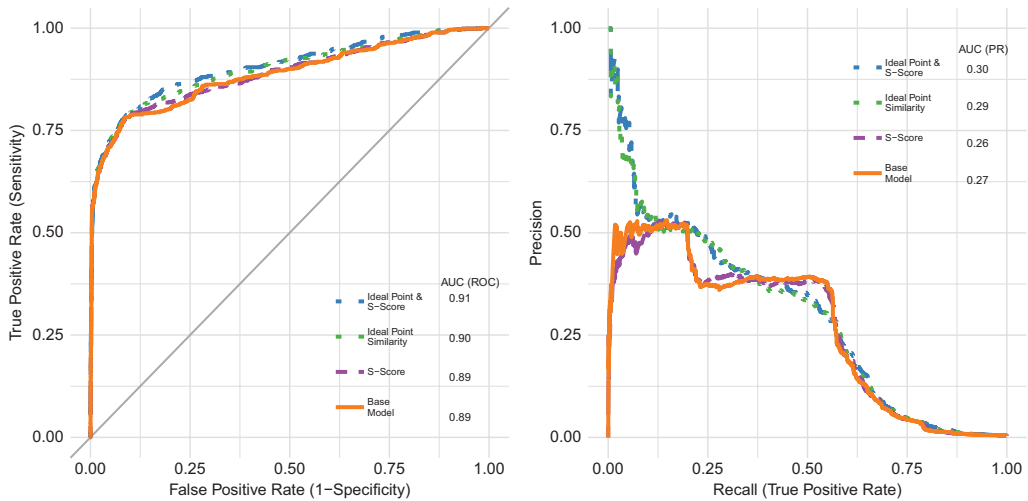 True Positive Rate (Sensitivity)
1.00
0.75
0.50
0.25
0.00
AUC (ROC)
Ideal Point &
S−Score
0.91
Ideal Point
Similarity
0.90
S−Score
0.89
Base
Model
0.89
0.00
0.25
0.50
0.75
1.00
False Positive Rate (1−Specificity)
Precision
1.00
0.75
0.50
0.25
0.00
AUC (PR)
Ideal Point &
S−Score
0.30
Ideal Point
Similarity
0.29
S−Score
0.26
Base
Model
0.27
0.00
0.25
0.50
0.75
1.00
Recall (True Positive Rate)